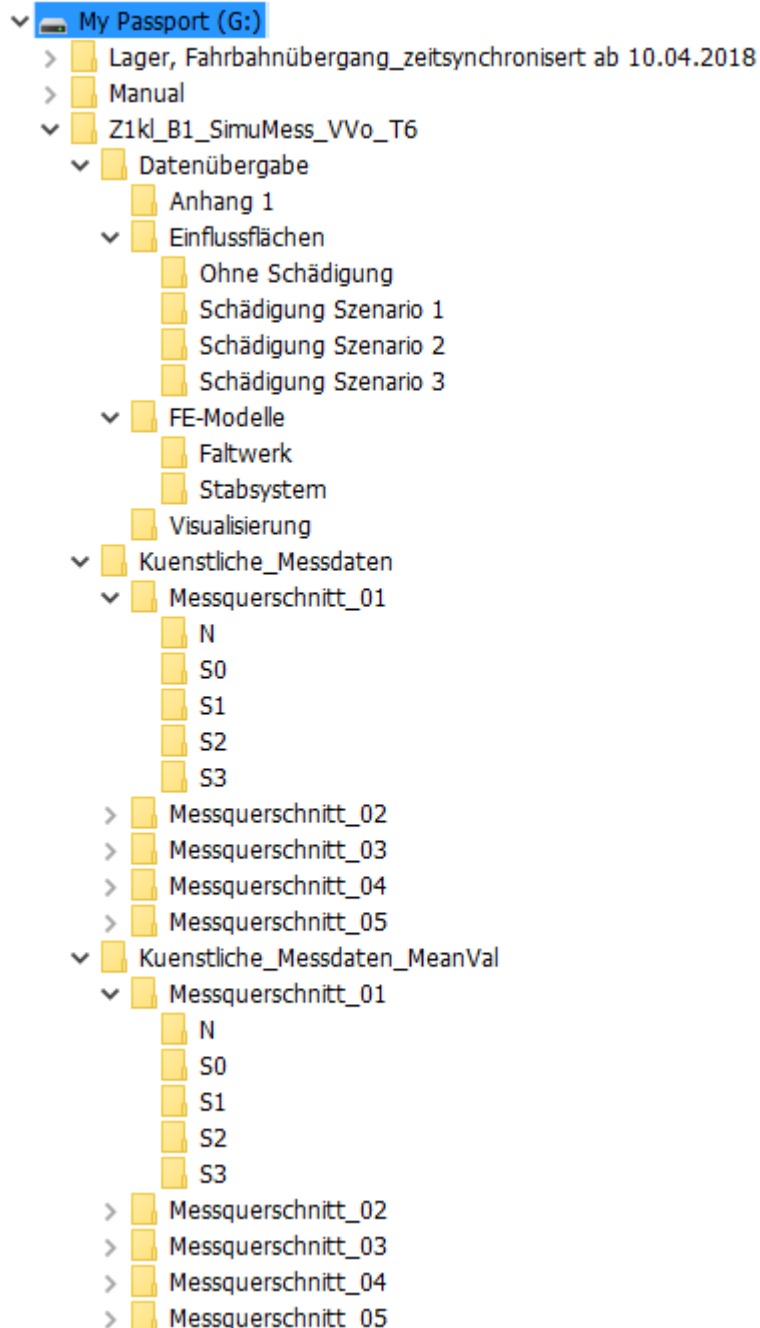 My Passport (G:)
Lager, Fahrbahnübergang_zeitsynchronisert ab 10.04.2018
Manual
Z1kl_B1_SimuMess_VVo_T6
Datenübergabe
Anhang 1
Einflussflächen
Ohne Schädigung
Schädigung Szenario 1
Schädigung Szenario 2
Schädigung Szenario 3
FE-Modelle
Faltwerk
Stabsystem
Visualisierung
Kuenstliche_Messdaten
Messquerschnitt_01
N
S0
S1
S2
S3
Messquerschnitt_02
Messquerschnitt_03
Messquerschnitt_04
Messquerschnitt_05
Kuenstliche_Messdaten_MeanVal
Messquerschnitt_01
N
S0
S1
S2
S3
Messquerschnitt_02
Messquerschnitt_03
Messquerschnitt_04
Messquerschnitt_05